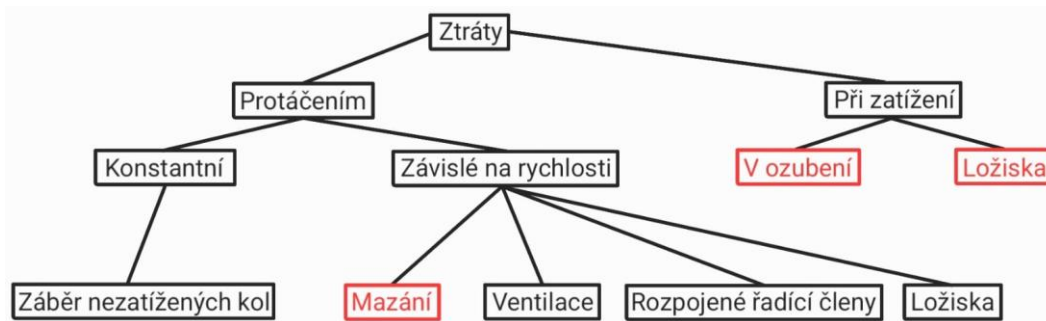 Ztráty
Protáčením
Při zatížení
Konstantní
Závislé na rychlosti
V ozubení
Ložiska
Záběr nezatížených kol
Mazání
Ventilace
Rozpojené řadící členy
Ložiska